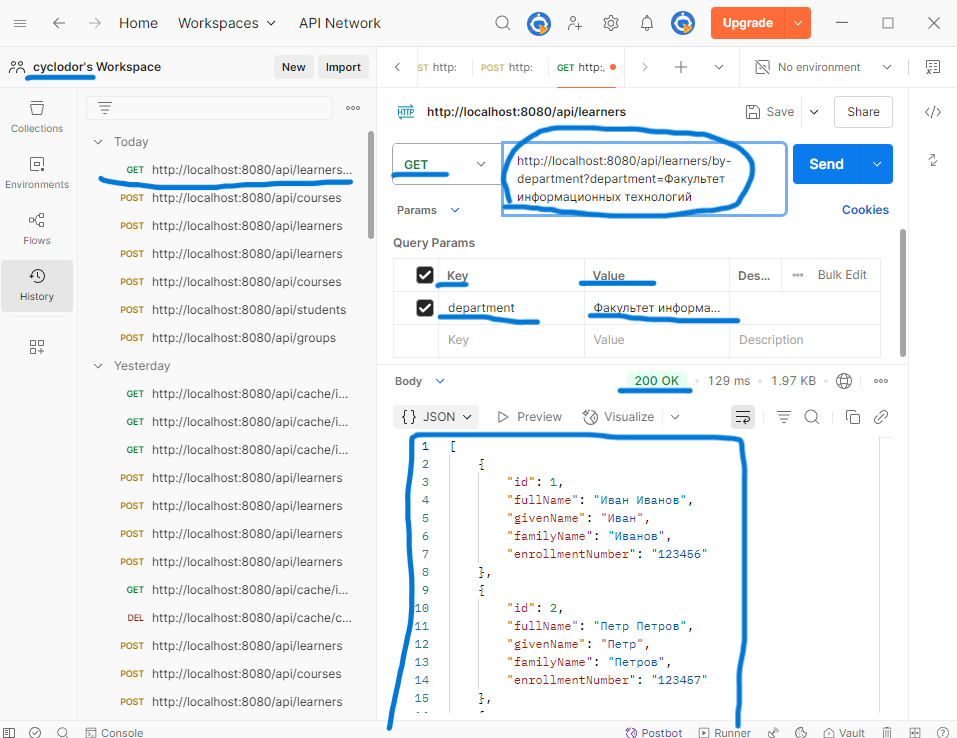 Home Workspaces API Network Upgrade
cyclodor's Workspace New Import
ST http: POST http: GET http:, No environment
Collections
Environments
Flows
History
Today
GET http://localhost:8080/api/learners...
POST http://localhost:8080/api/courses
POST http://localhost:8080/api/learners
POST http://localhost:8080/api/learners
POST http://localhost:8080/api/courses
POST http://localhost:8080/api/students
POST http://localhost:8080/api/groups
Yesterday
GET http://localhost:8080/api/cache/i...
GET http://localhost:8080/api/cache/i...
GET http://localhost:8080/api/cache/i...
POST http://localhost:8080/api/learners
POST http://localhost:8080/api/learners
POST http://localhost:8080/api/learners
POST http://localhost:8080/api/learners
GET http://localhost:8080/api/cache/i...
DEL http://localhost:8080/api/cache/c...
POST http://localhost:8080/api/learners
POST http://localhost:8080/api/courses
POST http://localhost:8080/api/learners
HTTP http://localhost:8080/api/learners Save Share
GET
http://localhost:8080/api/learners/by-
department?department=Факультет
информационных технологий
Send
Params Cookies
Query Params
Key Value Des... Bulk Edit
department Факультет информа...
Key Value Description
Body 200 OK 129 ms 1.97 KB
{} JSON Preview Visualize
1 [
2 {
3 "id": 1,
4 "fullName": "Иван Иванов",
5 "givenName": "Иван",
6 "familyName": "Иванов",
7 "enrollmentNumber": "123456"
8 },
9 {
10 "id": 2,
11 "fullName": "Петр Петров",
12 "givenName": "Петр",
13 "familyName": "Петров",
14 "enrollmentNumber": "123457"
15 },
Console Postbot Runner Vault